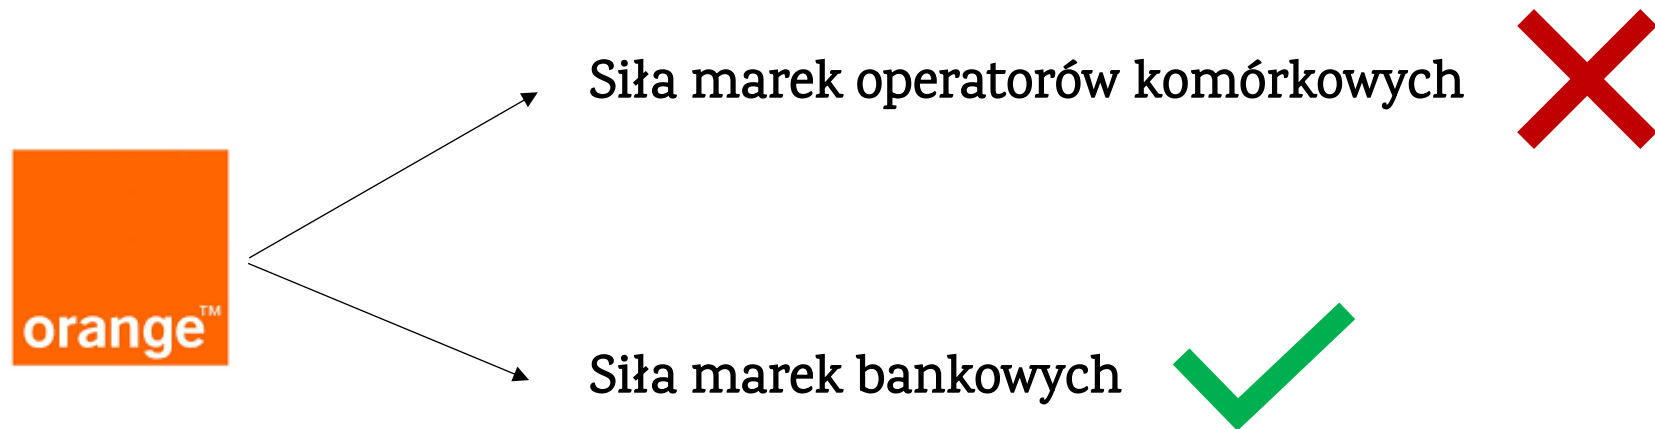 Siła marek operatorów komórkowych
orange™
Siła marek bankowych